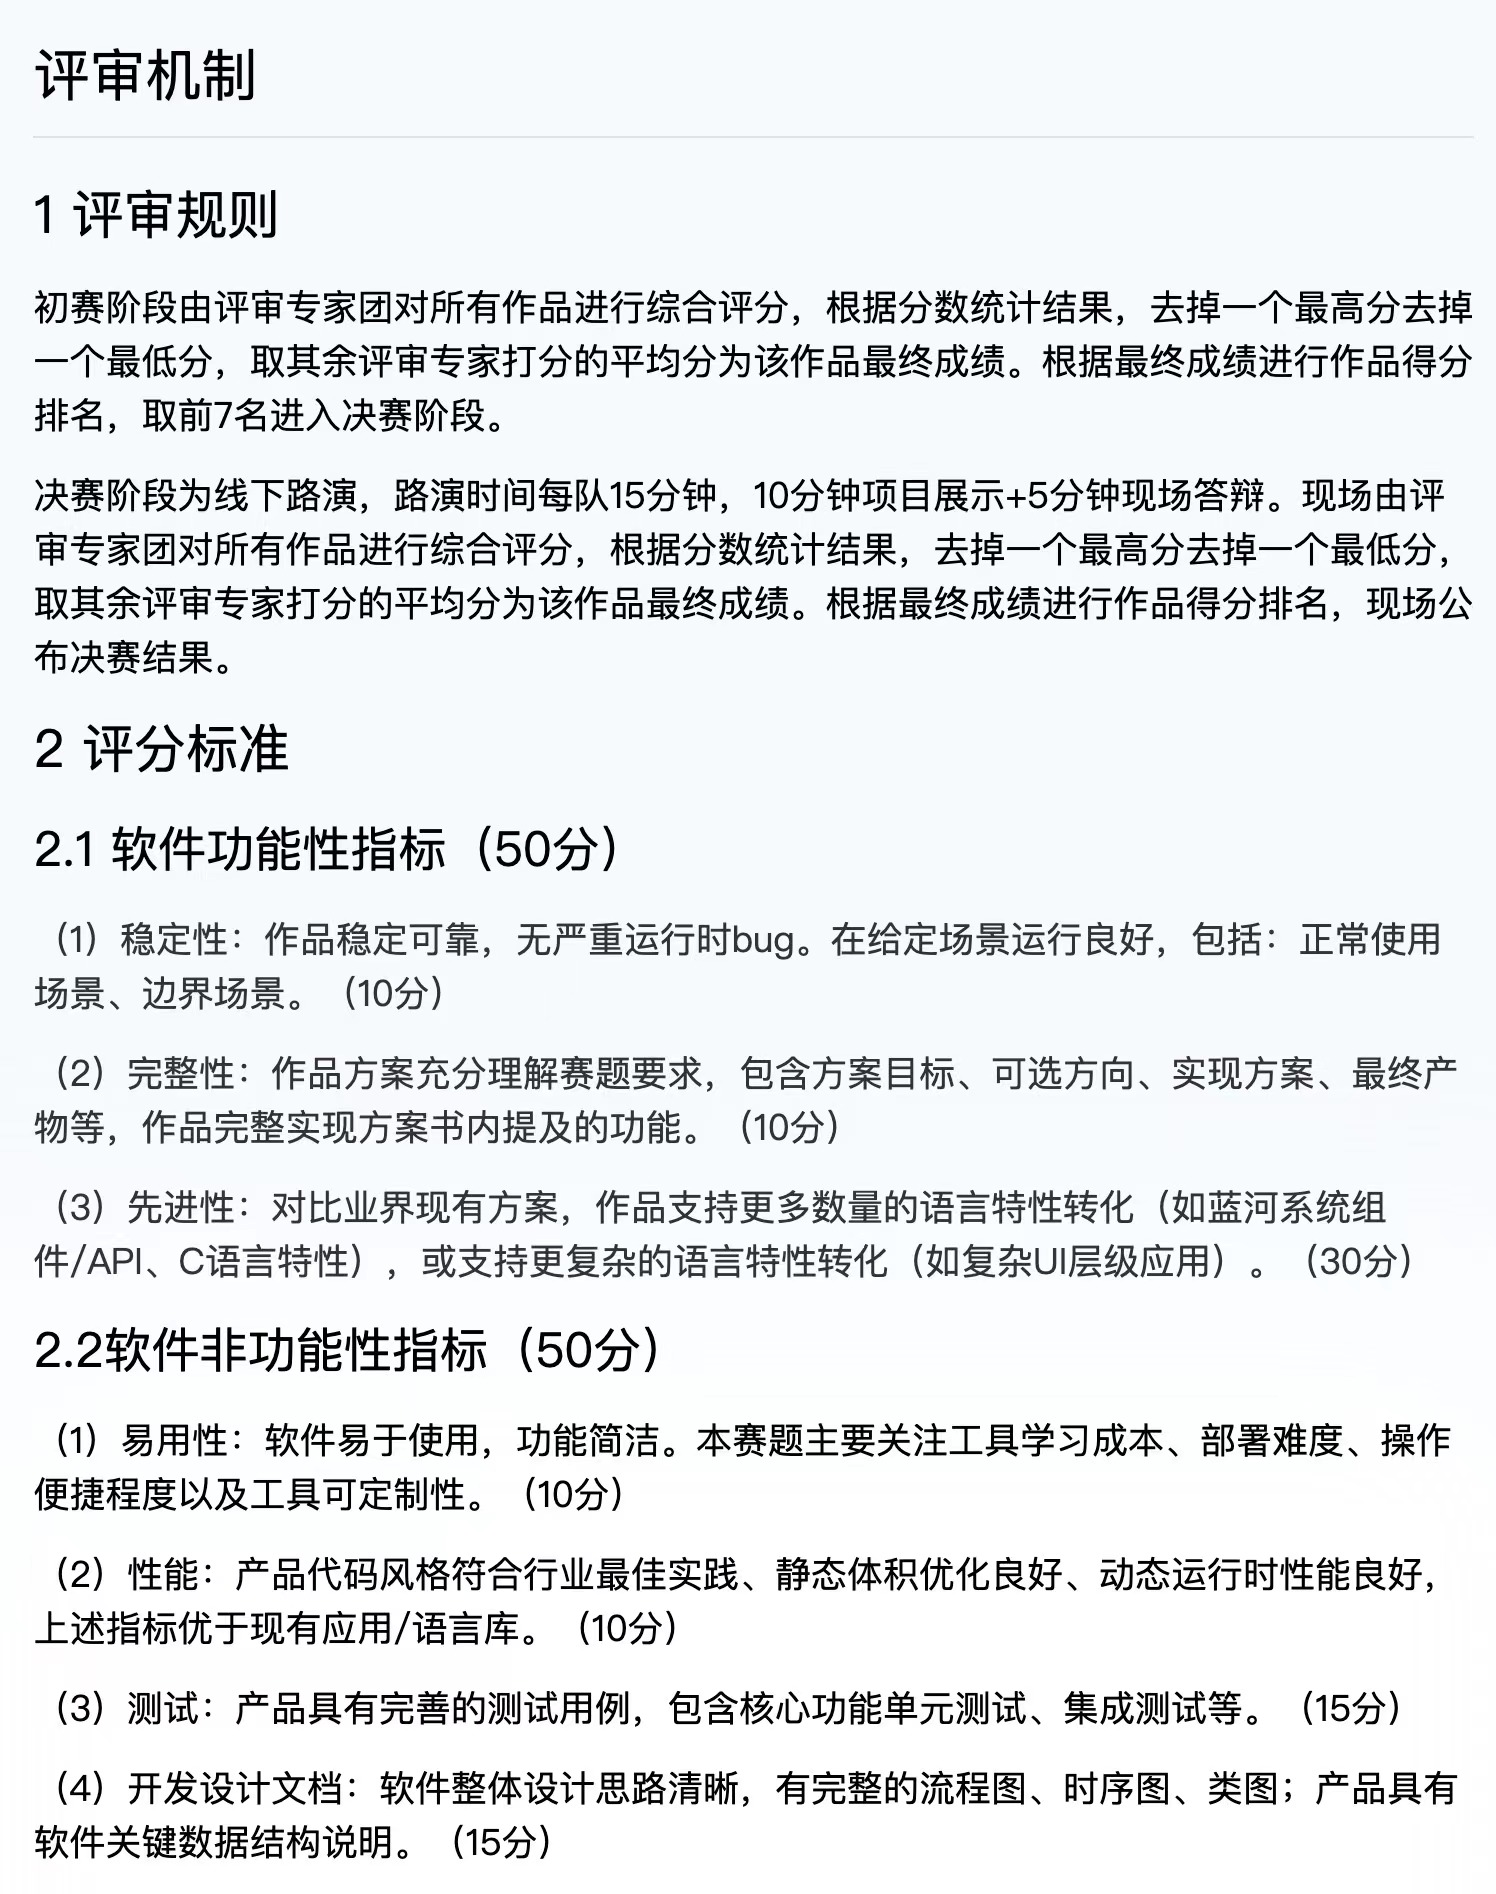 评审机制
1 评审规则
初赛阶段由评审专家团对所有作品进行综合评分，根据分数统计结果，去掉一个最高分去掉
一个最低分，取其余评审专家打分的平均分为该作品最终成绩。根据最终成绩进行作品得分
排名，取前7名进入决赛阶段。
决赛阶段为线下路演，路演时间每队15分钟，10分钟项目展示+5分钟现场答辩。现场由评
审专家团对所有作品进行综合评分，根据分数统计结果，去掉一个最高分去掉一个最低分，
取其余评审专家打分的平均分为该作品最终成绩。根据最终成绩进行作品得分排名，现场公
布决赛结果。
2 评分标准
2.1 软件功能性指标（50分）
（1）稳定性：作品稳定可靠，无严重运行时bug。在给定场景运行良好，包括：正常使用
场景、边界场景。（10分）
（2）完整性：作品方案充分理解赛题要求，包含方案目标、可选方向、实现方案、最终产
物等，作品完整实现方案书内提及的功能。（10分）
（3）先进性：对比业界现有方案，作品支持更多数量的语言特性转化（如蓝河系统组
件/API、C语言特性），或支持更复杂的语言特性转化（如复杂UI层级应用）。（30分）
2.2软件非功能性指标（50分）
（1）易用性：软件易于使用，功能简洁。本赛题主要关注工具学习成本、部署难度、操作
便捷程度以及工具可定制性。（10分）
（2）性能：产品代码风格符合行业最佳实践、静态体积优化良好、动态运行时性能良好，
上述指标优于现有应用/语言库。（10分）
（3）测试：产品具有完善的测试用例，包含核心功能单元测试、集成测试等。（15分）
（4）开发设计文档：软件整体设计思路清晰，有完整的流程图、时序图、类图；产品具有
软件关键数据结构说明。（15分）